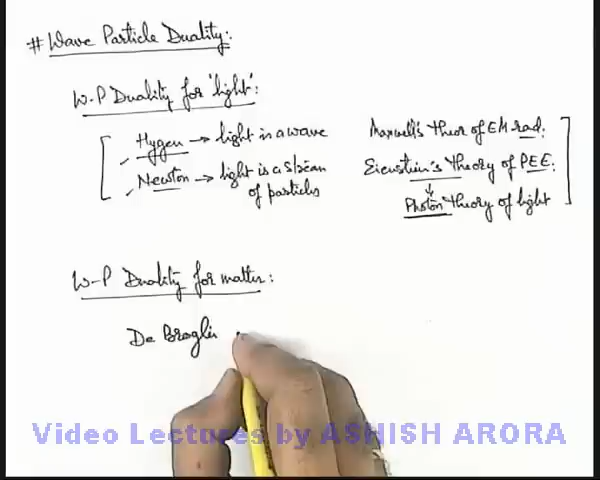 # Wave Particle Duality:
W-P Duality for 'light':
Hygen → light is a wave
Newton → light is a stream
of particles
Maxwell's theor of EM rad.
Eienstein's theory of PEE:
↓
Photon theory of light
W-P Duality for matter:
De Broglie
Video Lectures by ASHISH ARORA